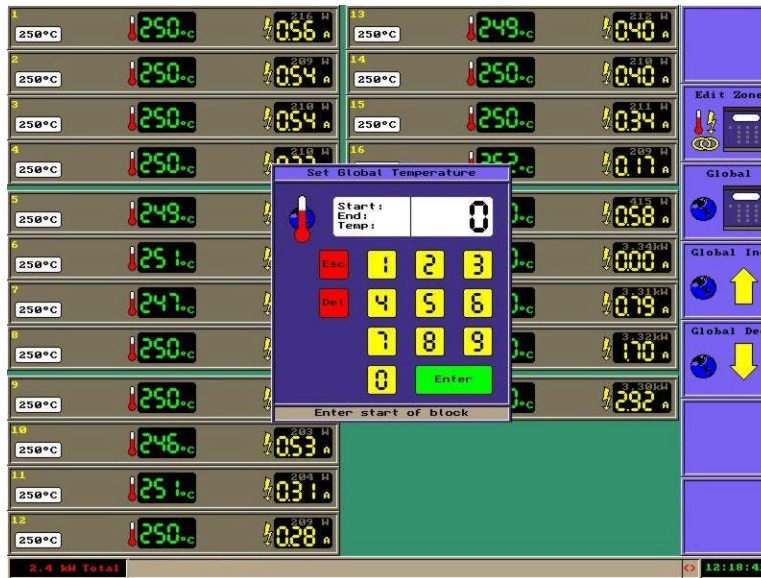 1
250°C 250°C 216 W 0.56 A
2
250°C 250°C 209 W 0.54 A
3
250°C 250°C 210 W 0.54 A
4
250°C 250°C 210 W
5
250°C 249°C
6
250°C 251°C
7
250°C 247°C
8
250°C 250°C
9
250°C 250°C
10
250°C 246°C 203 W 0.53 A
11
250°C 251°C 204 W 0.31 A
12
250°C 250°C 209 W 0.28 A
13
250°C 249°C 212 W 0.40 A
14
250°C 250°C 210 W 0.40 A
15
250°C 250°C 211 W 0.34 A
16
252°C 209 W 0.17 A
415 W 0.58 A
3.34kW 0.00 A
3.31kW 0.79 A
3.32kW 1.70 A
3.30kW 2.92 A
Set Global Temperature
Start: 0
End:
Temp:
Esc 1 2 3
Del 4 5 6
7 8 9
0 Enter
Enter start of block
Edit Zone
Global
Global In
Global De
2.4 kW Total
<> 12:18:4